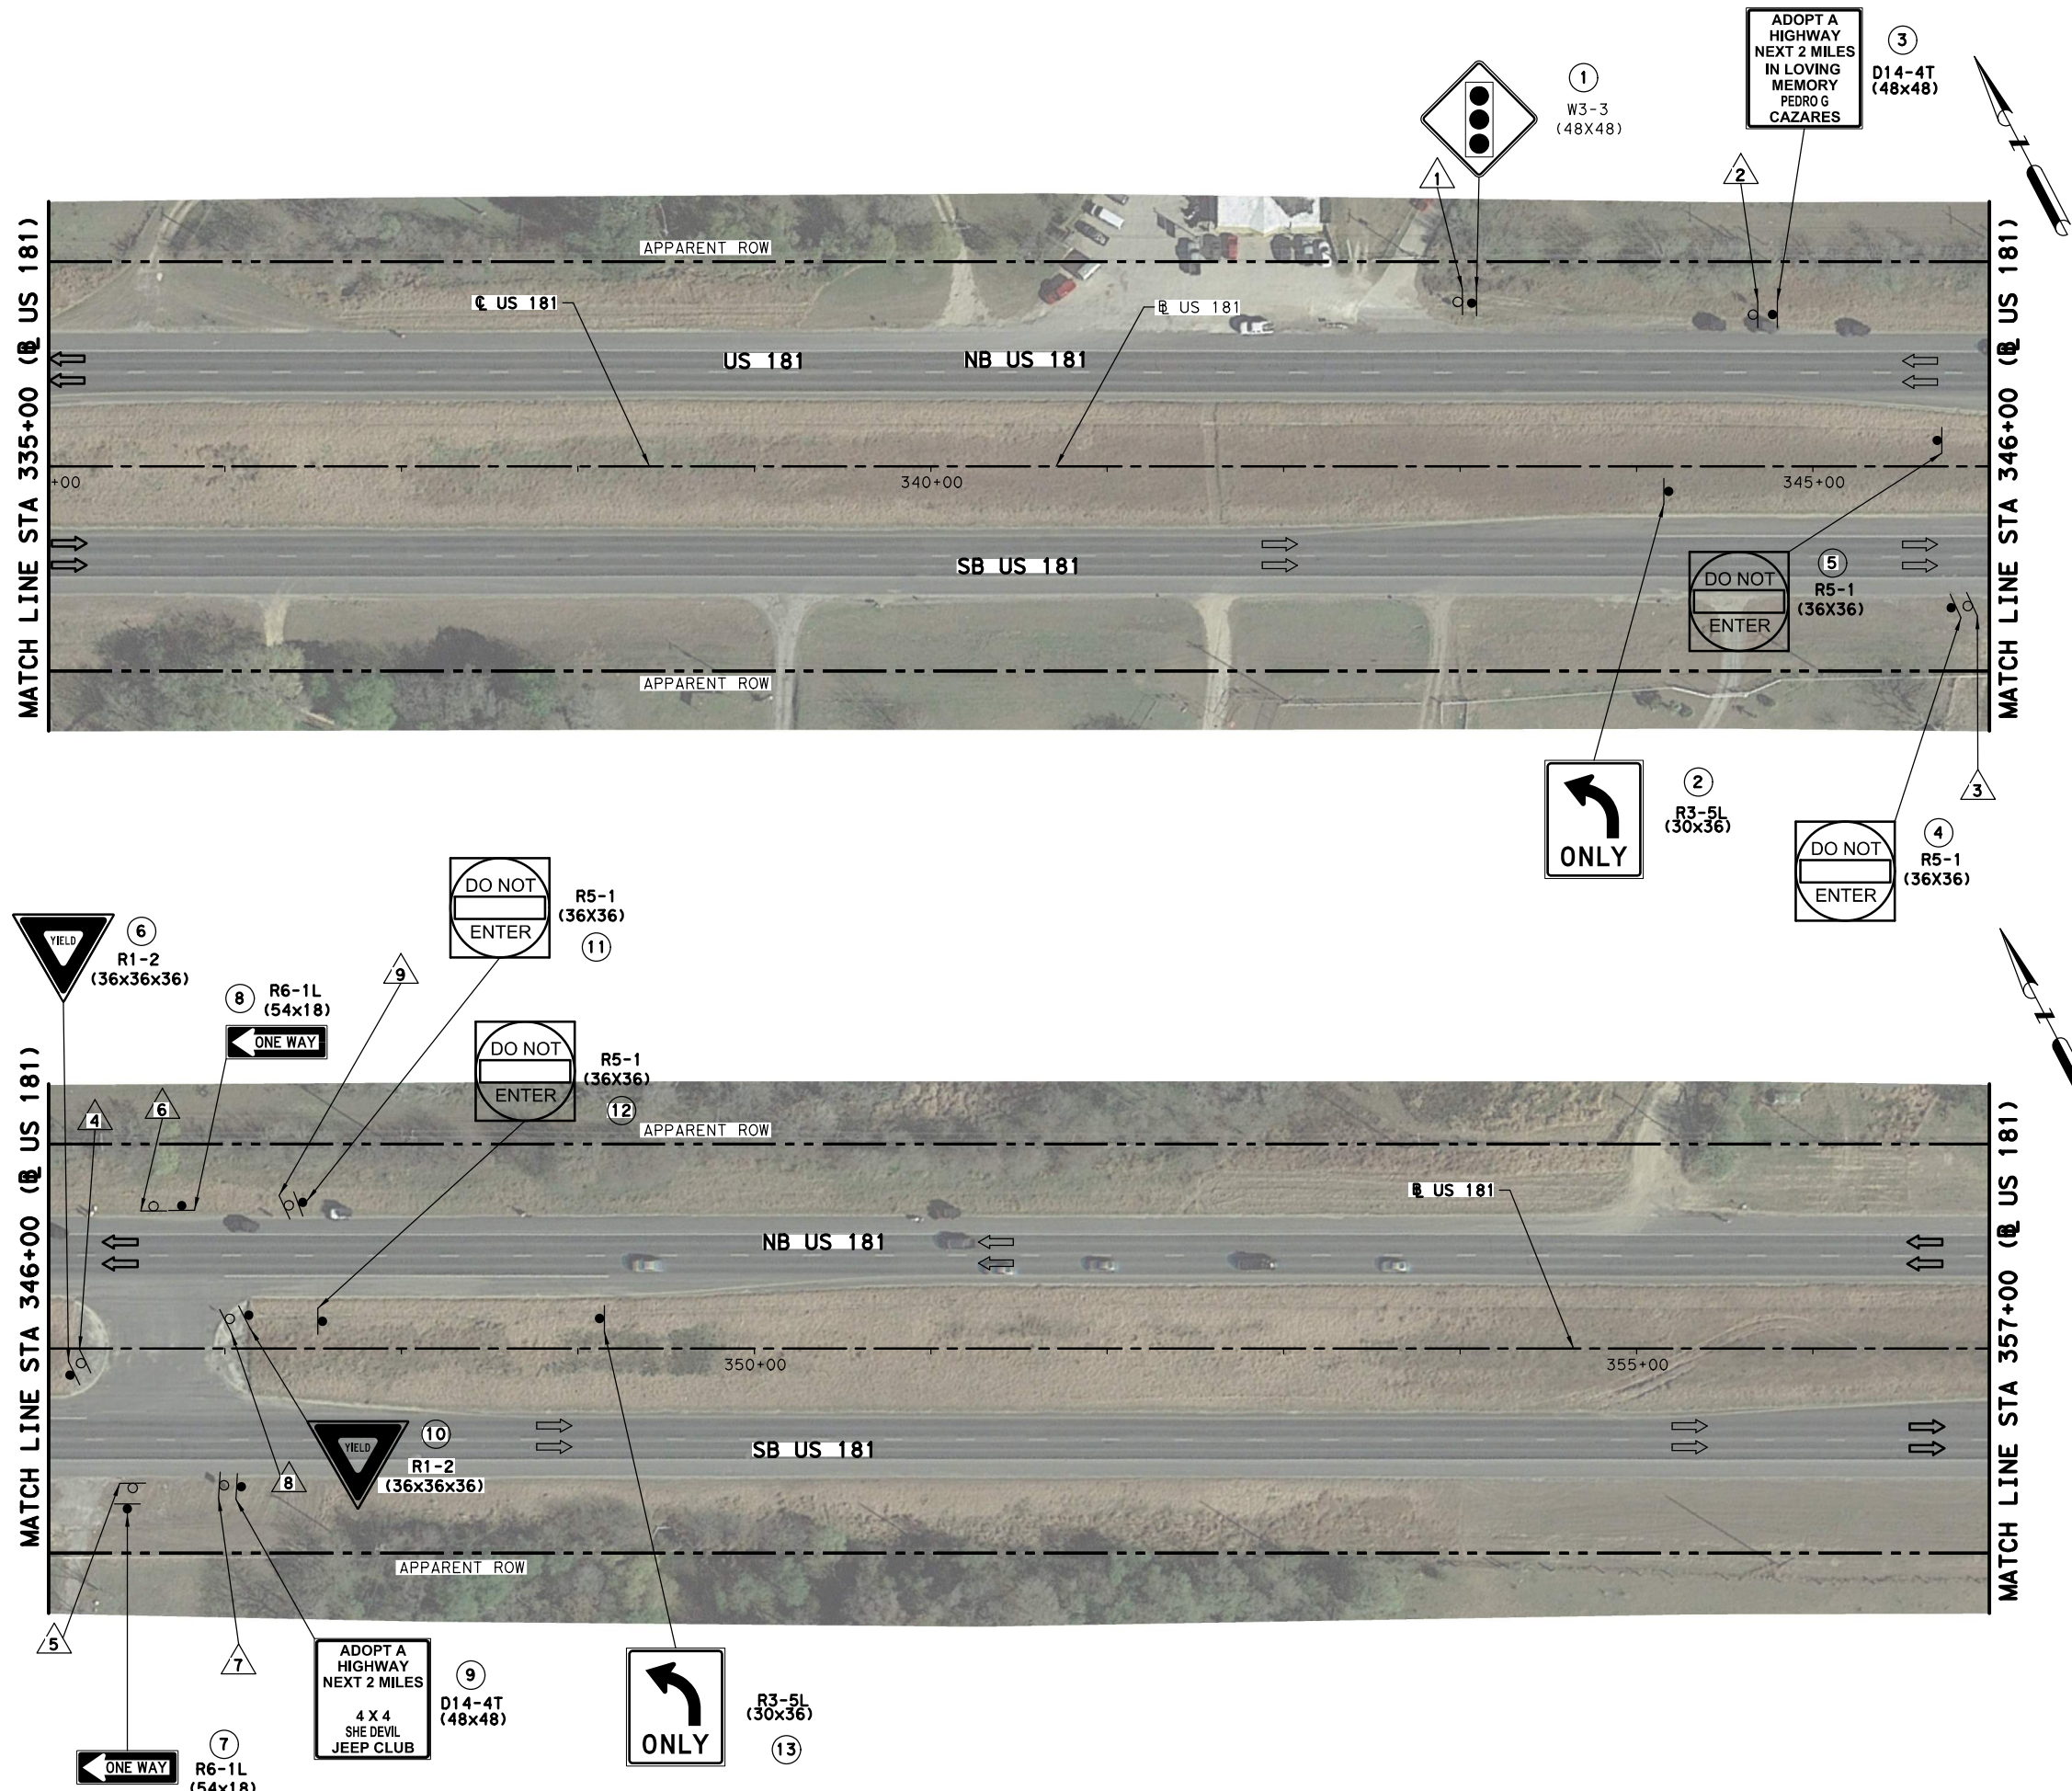 ADOPT A
HIGHWAY
NEXT 2 MILES
IN LOVING
MEMORY
PEDRO G
CAZARES
3
D14-4T
(48x48)
1
W3-3
(48X48)
1
2
N
MATCH LINE STA 335+00 (BL US 181)
APPARENT ROW
CL US 181
BL US 181
US 181
NB US 181
+00
340+00
345+00
SB US 181
DO NOT
ENTER
5
R5-1
(36X36)
APPARENT ROW
MATCH LINE STA 346+00 (BL US 181)
ONLY
2
R3-5L
(30x36)
3
DO NOT
ENTER
4
R5-1
(36X36)
DO NOT
ENTER
R5-1
(36X36)
11
YIELD
6
R1-2
(36x36x36)
8
R6-1L
(54x18)
ONE WAY
9
N
DO NOT
ENTER
R5-1
(36X36)
12
MATCH LINE STA 346+00 (BL US 181)
4
6
APPARENT ROW
BL US 181
NB US 181
350+00
355+00
YIELD
10
R1-2
(36x36x36)
8
SB US 181
APPARENT ROW
MATCH LINE STA 357+00 (BL US 181)
5
7
ADOPT A
HIGHWAY
NEXT 2 MILES
4 X 4
SHE DEVIL
JEEP CLUB
9
D14-4T
(48x48)
ONLY
R3-5L
(30x36)
13
ONE WAY
7
R6-1L
(54x18)